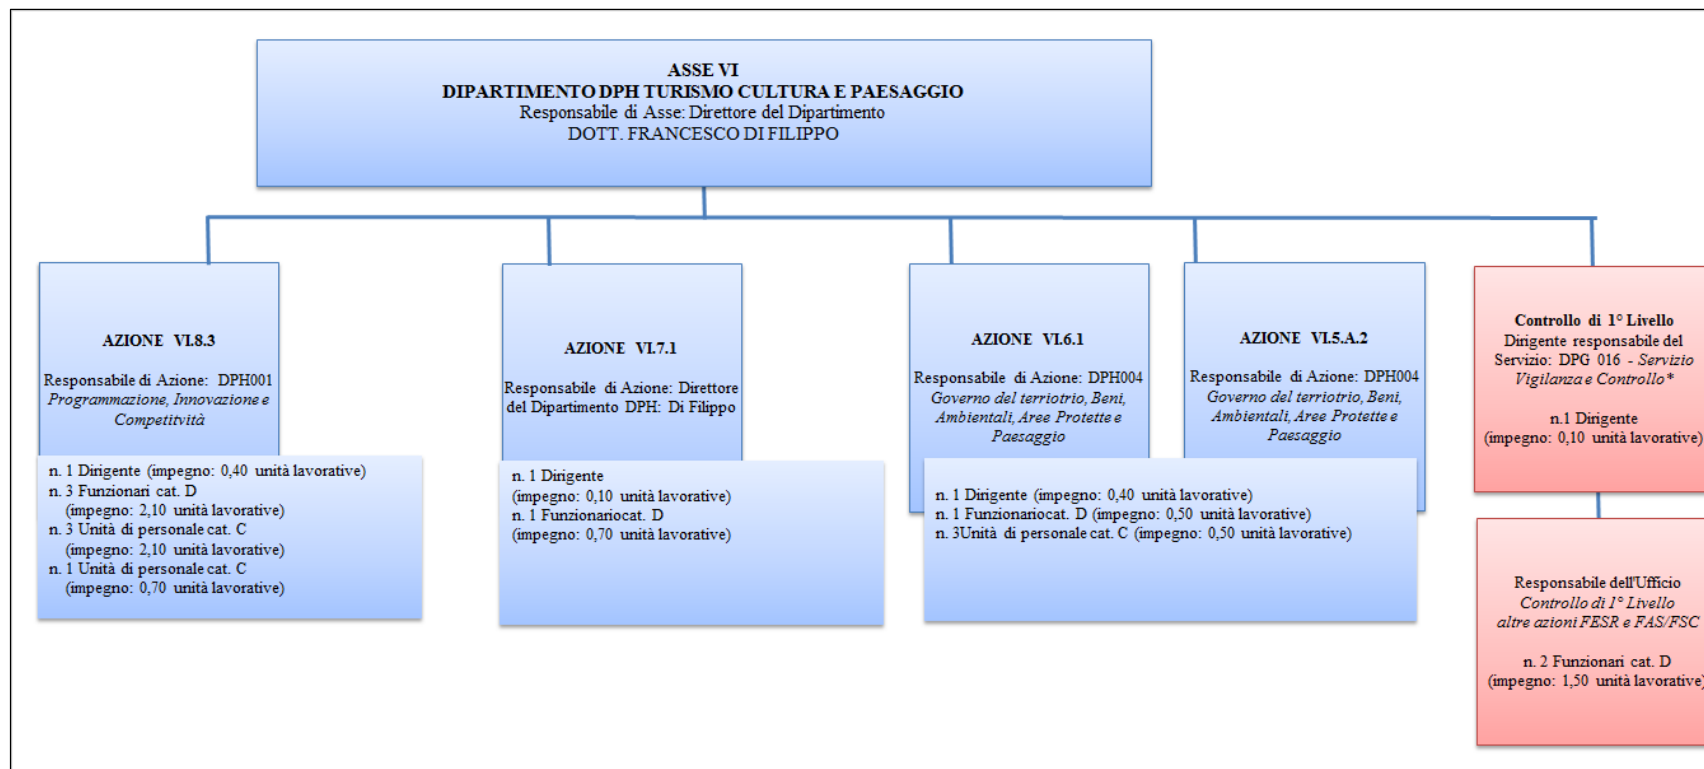 ASSE VI
DIPARTIMENTO DPH TURISMO CULTURA E PAESAGGIO
Responsabile di Asse: Direttore del Dipartimento
DOTT. FRANCESCO DI FILIPPO
AZIONE VI.8.3
Responsabile di Azione: DPH001
Programmazione, Innovazione e
Competitvità
n. 1 Dirigente (impegno: 0,40 unità lavorative)
n. 3 Funzionari cat. D
(impegno: 2,10 unità lavorative)
n. 3 Unità di personale cat. C
(impegno: 2,10 unità lavorative)
n. 1 Unità di personale cat. C
(impegno: 0,70 unità lavorative)
AZIONE VI.7.1
Responsabile di Azione: Direttore
del Dipartimento DPH: Di Filippo
n. 1 Dirigente
(impegno: 0,10 unità lavorative)
n. 1 Funzionariocat. D
(impegno: 0,70 unità lavorative)
AZIONE VI.6.1
Responsabile di Azione: DPH004
Governo del terriotrio, Beni,
Ambientali, Aree Protette e
Paesaggio
AZIONE VI.5.A.2
Responsabile di Azione: DPH004
Governo del terriotrio, Beni,
Ambientali, Aree Protette e
Paesaggio
n. 1 Dirigente (impegno: 0,40 unità lavorative)
n. 1 Funzionariocat. D (impegno: 0,50 unità lavorative)
n. 3Unità di personale cat. C (impegno: 0,50 unità lavorative)
Controllo di 1° Livello
Dirigente responsabile del
Servizio: DPG 016 - Servizio
Vigilanza e Controllo*
n.1 Dirigente
(impegno: 0,10 unità lavorative)
Responsabile dell'Ufficio
Controllo di 1° Livello
altre azioni FESR e FAS/FSC
n. 2 Funzionari cat. D
(impegno: 1,50 unità lavorative)